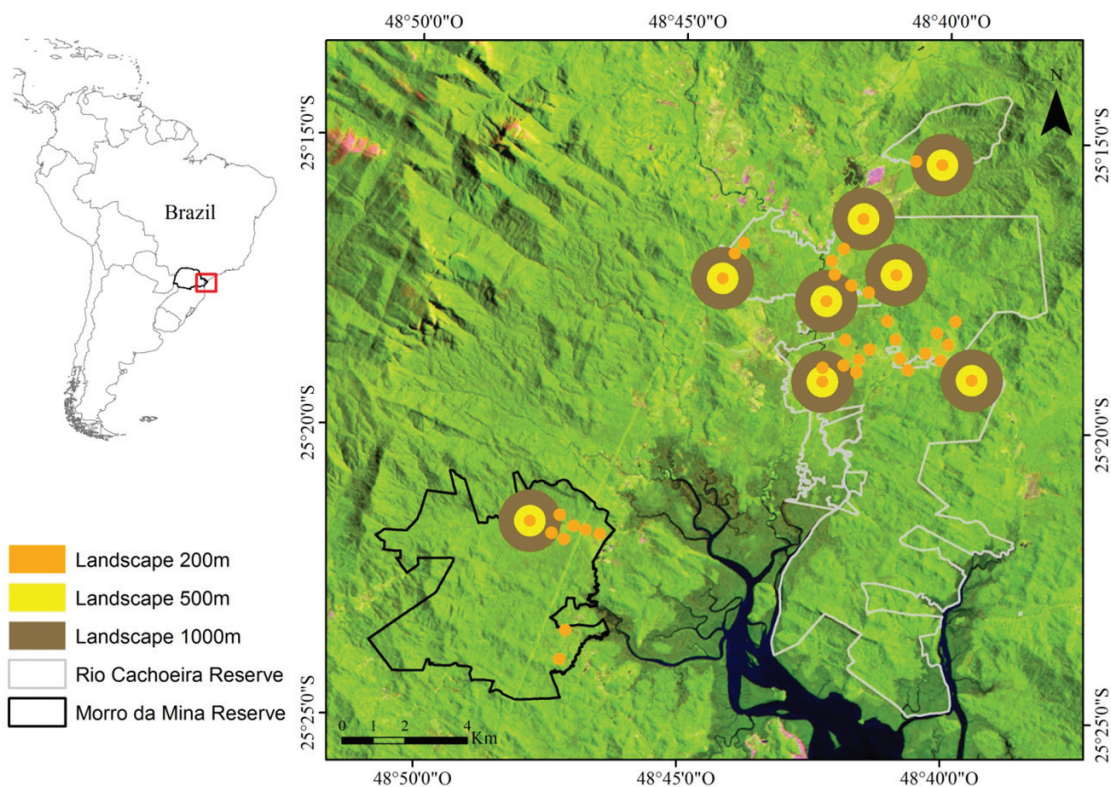 48°50'0"O 48°45'0"O 48°40'0"O
N
25°15'0"S 25°15'0"S
Brazil
25°20'0"S 25°20'0"S
Landscape 200m
Landscape 500m
Landscape 1000m
Rio Cachoeira Reserve
Morro da Mina Reserve
25°25'0"S 25°25'0"S
0 1 2 4
Km
48°50'0"O 48°45'0"O 48°40'0"O